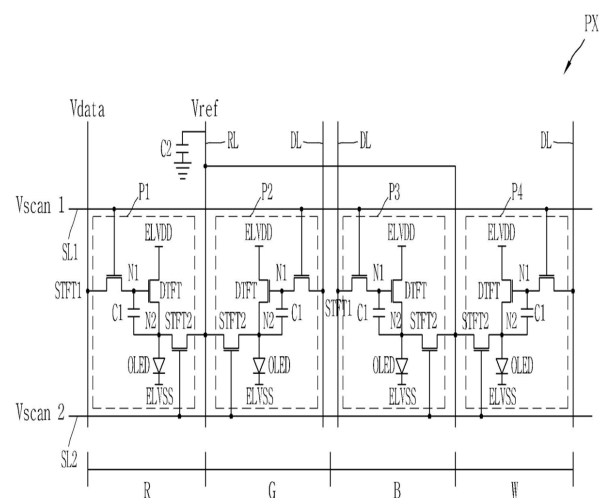 PX
Vdata
Vref
C2
RL
DL
DL
DL
P1
P2
P3
P4
Vscan 1
SL1
ELVDD
ELVDD
ELVDD
ELVDD
STFT1
N1
DTFT
DTFT
N1
STFT1
N1
DTFT
DTFT
N1
C1
N2
STFT2
STFT2
N2
C1
C1
N2
STFT2
STFT2
N2
C1
OLED
OLED
OLED
OLED
ELVSS
ELVSS
ELVSS
ELVSS
Vscan 2
SL2
R
G
B
W